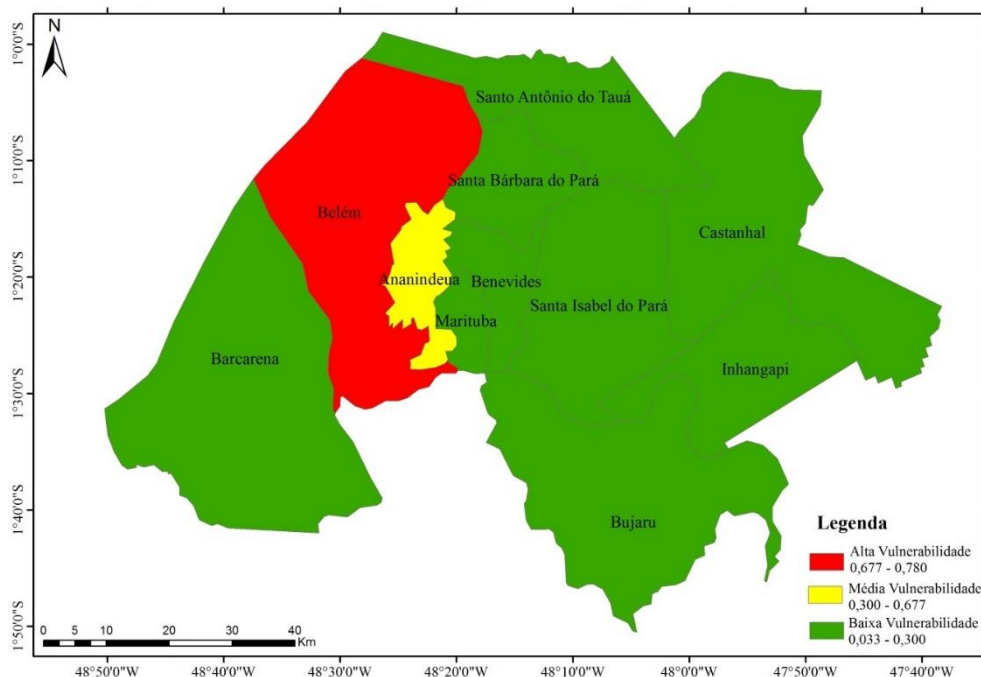 N
1°0'0"S
1°10'0"S
1°20'0"S
1°30'0"S
1°40'0"S
1°50'0"S
Santo Antônio do Tauá
Santa Bárbara do Pará
Belém
Castanhal
Ananindeua
Benevides
Santa Isabel do Pará
Marituba
Barcarena
Inhangapi
Bujaru
Legenda
Alta Vulnerabilidade
0,677 - 0,780
Média Vulnerabilidade
0,300 - 0,677
Baixa Vulnerabilidade
0,033 - 0,300
0 5 10 20 30 40
Km
48°50'0"W 48°40'0"W 48°30'0"W 48°20'0"W 48°10'0"W 48°0'0"W 47°50'0"W 47°40'0"W